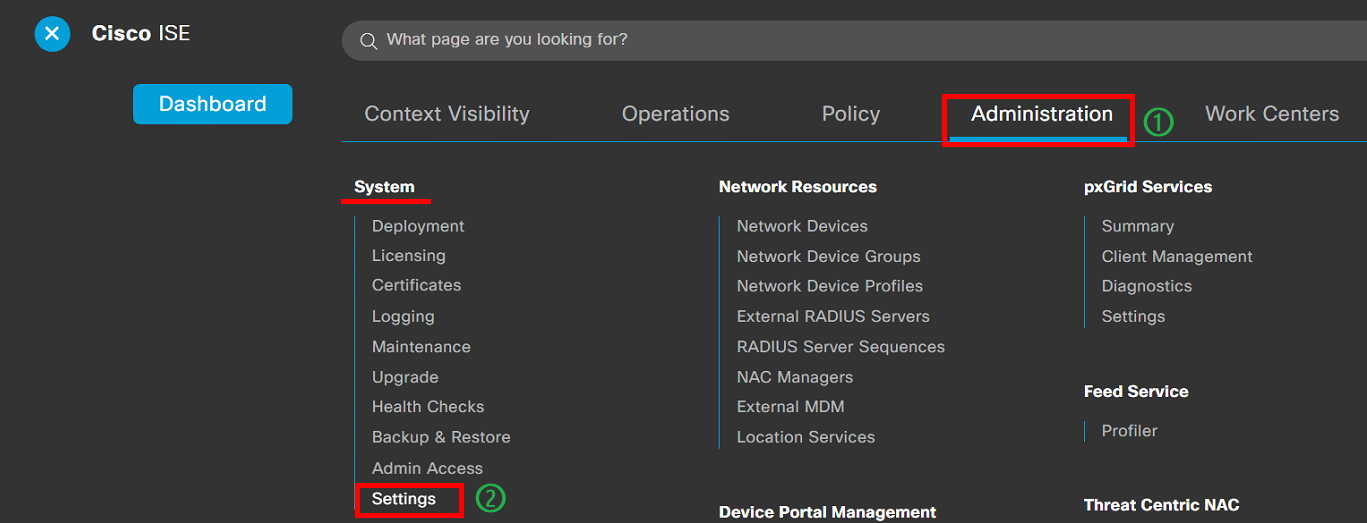 Cisco ISE
What page are you looking for?
Dashboard
Context Visibility
Operations
Policy
Administration
①
Work Centers
System
Deployment
Licensing
Certificates
Logging
Maintenance
Upgrade
Health Checks
Backup & Restore
Admin Access
Settings
②
Network Resources
Network Devices
Network Device Groups
Network Device Profiles
External RADIUS Servers
RADIUS Server Sequences
NAC Managers
External MDM
Location Services
Device Portal Management
pxGrid Services
Summary
Client Management
Diagnostics
Settings
Feed Service
Profiler
Threat Centric NAC